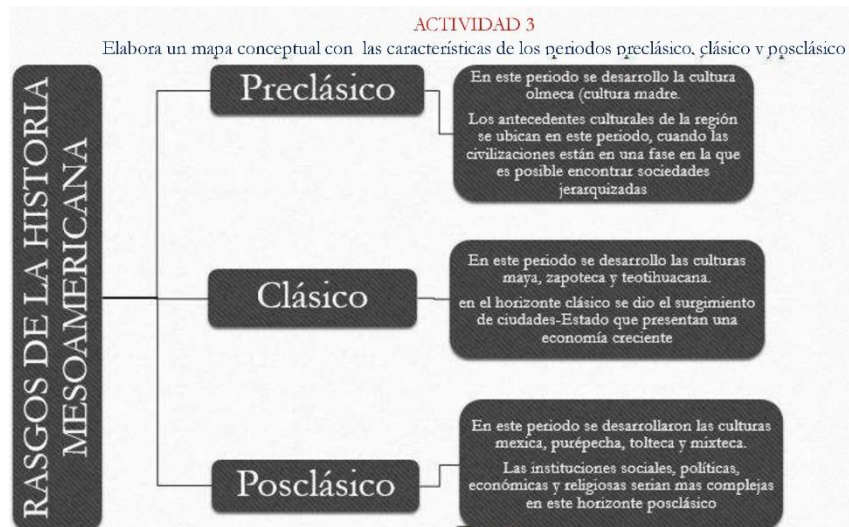 ACTIVIDAD 3
Elabora un mapa conceptual con las características de los periodos preclásico, clásico y posclásico
RASGOS DE LA HISTORIA
MESOAMERICANA
Preclásico
En este periodo se desarrollo la cultura
olmeca (cultura madre.
Los antecedentes culturales de la región
se ubican en este periodo, cuando las
civilizaciones están en una fase en la que
es posible encontrar sociedades
jerarquizadas
Clásico
En este periodo se desarrollo las culturas
maya, zapoteca y teotihuacana.
en el horizonte clásico se dio el surgimiento
de ciudades-Estado que presentan una
economía creciente
Posclásico
En este periodo se desarrollaron las culturas
mexica, purépecha, tolteca y mixteca.
Las instituciones sociales, políticas,
económicas y religiosas serian mas complejas
en este horizonte posclásico